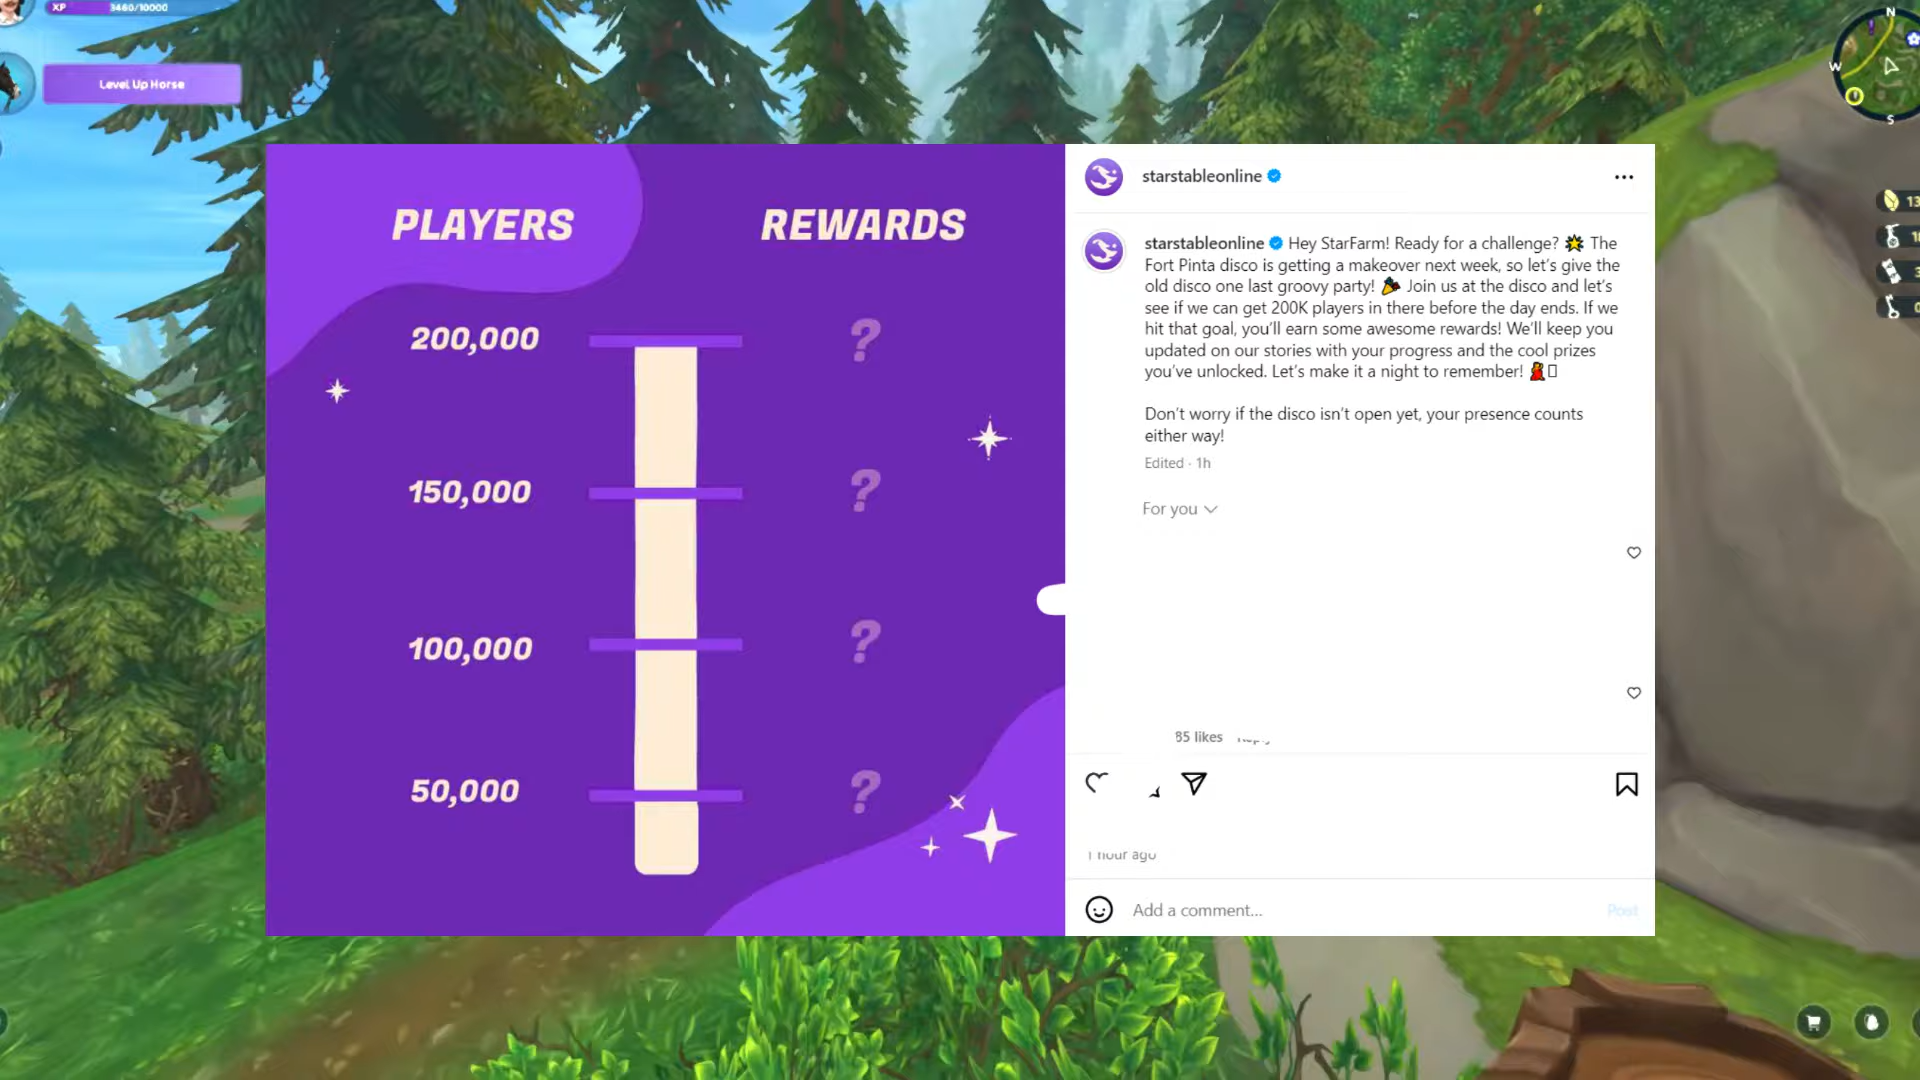 XP 3460/10000
Level Up Horse
N
W
S
13
PLAYERS
REWARDS
200,000
?
150,000
?
100,000
?
50,000
?
starstableonline
starstableonline Hey StarFarm! Ready for a challenge? 🌟 The
Fort Pinta disco is getting a makeover next week, so let's give the
old disco one last groovy party! 🎉 Join us at the disco and let's
see if we can get 200K players in there before the day ends. If we
hit that goal, you'll earn some awesome rewards! We'll keep you
updated on our stories with your progress and the cool prizes
you've unlocked. Let's make it a night to remember! 💃
Don't worry if the disco isn't open yet, your presence counts
either way!
Edited · 1h
For you
85 likes
1 hour ago
Add a comment...
Post